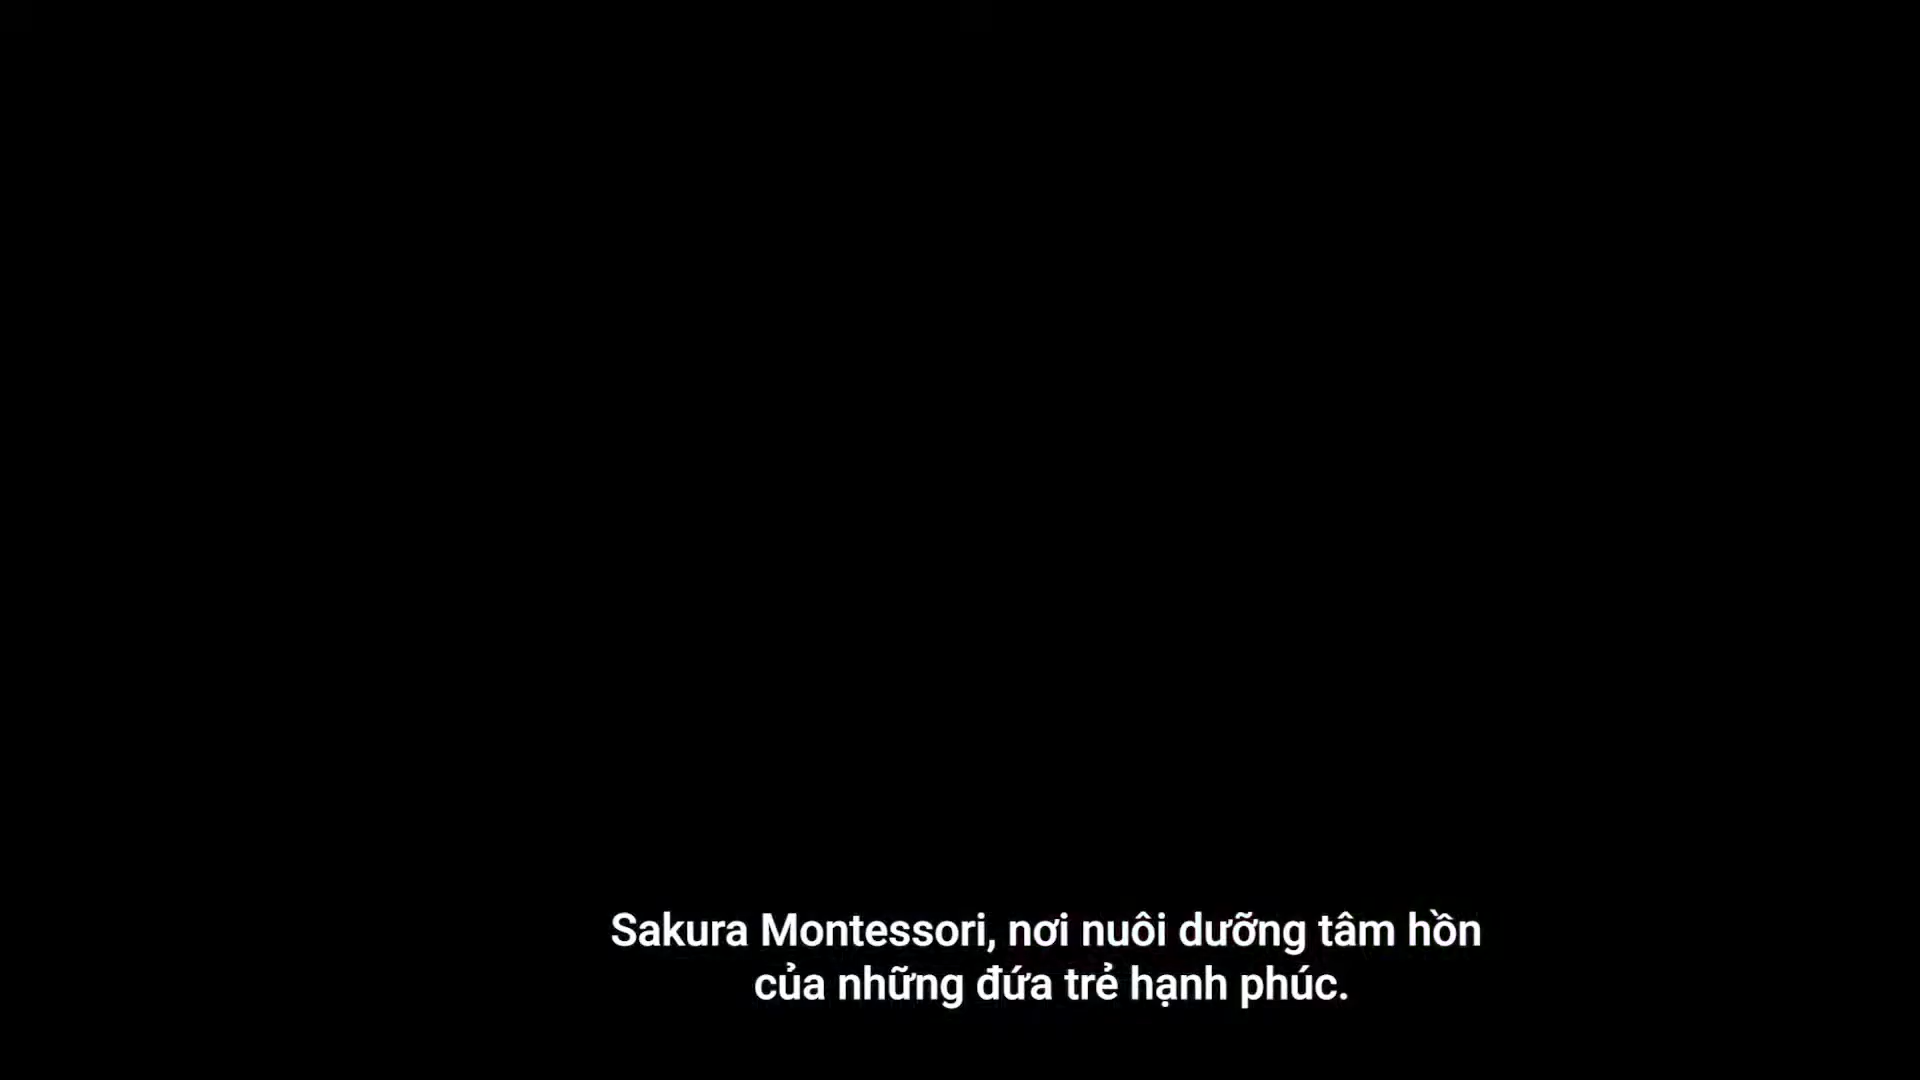 Sakura Montessori, nơi nuôi dưỡng tâm hồn
của những đứa trẻ hạnh phúc.